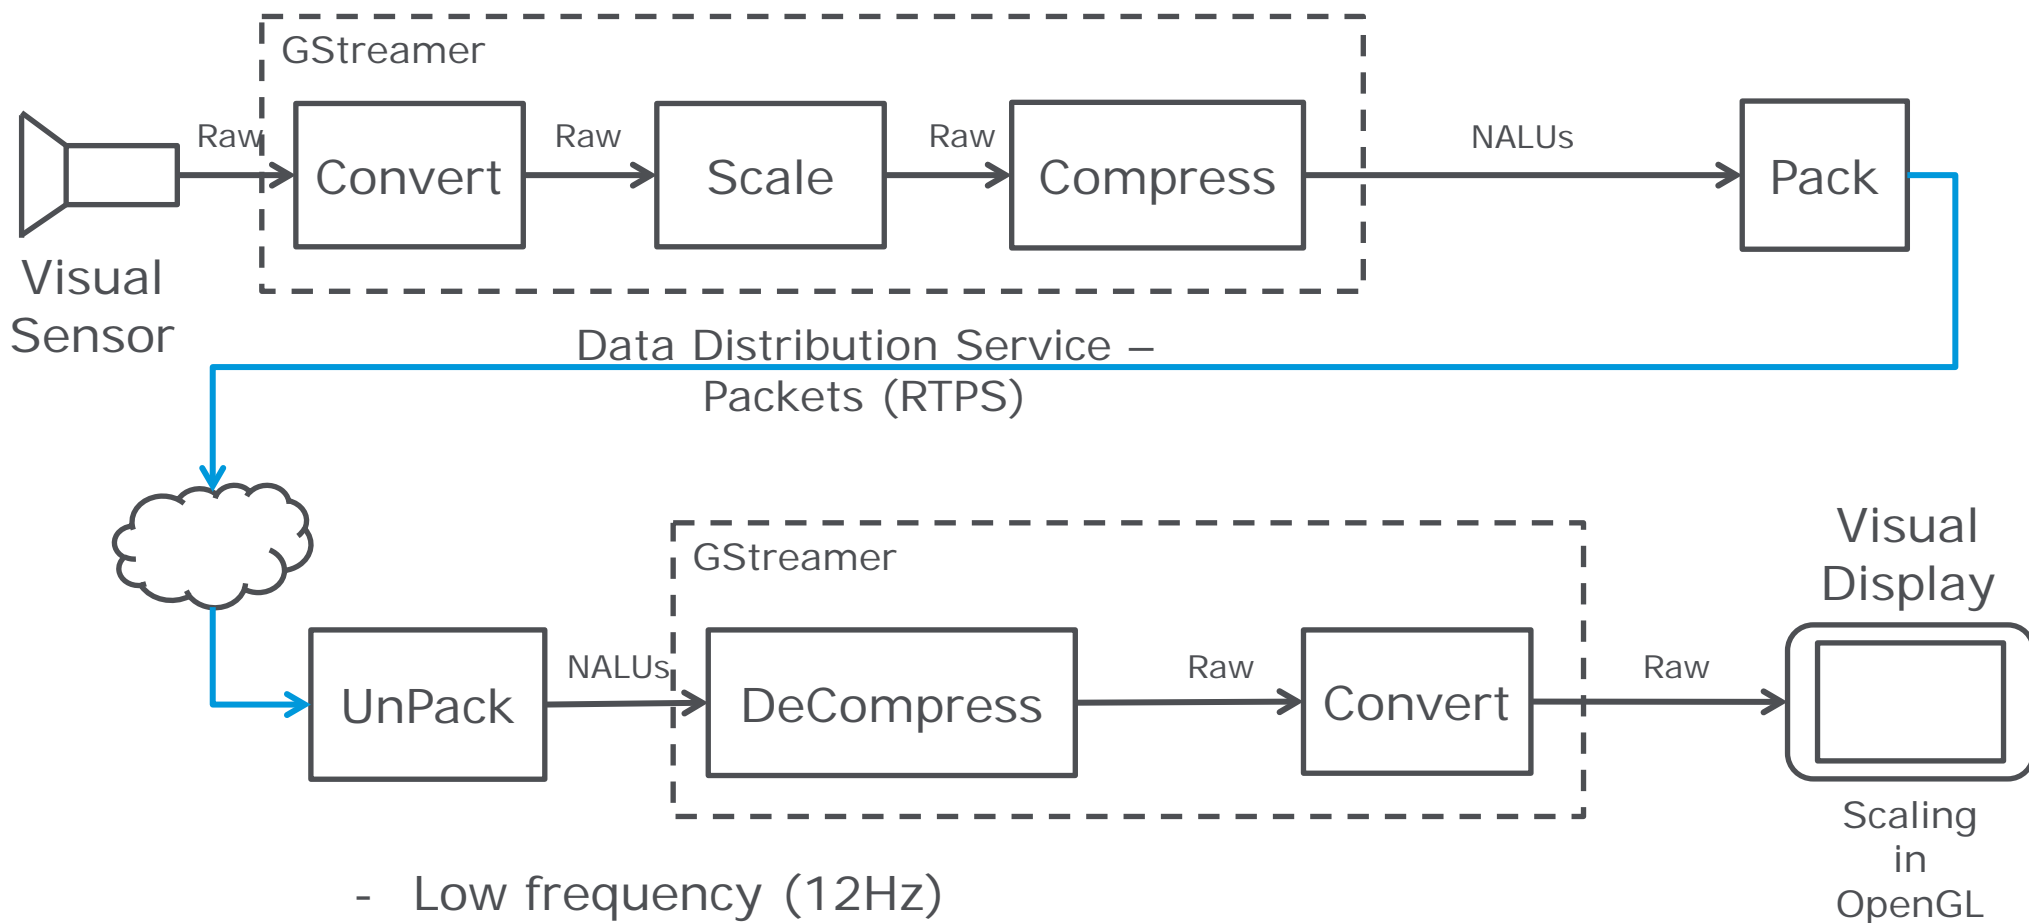 GStreamer
Raw
Raw
Raw
NALUs
Convert
Scale
Compress
Pack
Visual
Sensor
Data Distribution Service –
Packets (RTPS)
GStreamer
Visual
Display
NALUs
Raw
Raw
UnPack
DeCompress
Convert
Scaling
in
OpenGL
- Low frequency (12Hz)